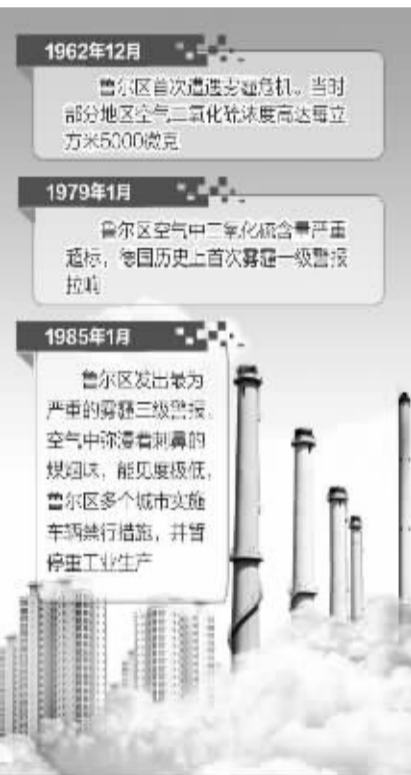 1962年12月
鲁尔区首次遭遇雾霾危机。当时
部分地区空气二氧化硫浓度高达每立
方米5000微克
1979年1月
鲁尔区空气中二氧化硫含量严重
超标，德国历史上首次雾霾一级警报
拉响
1985年1月
鲁尔区发出最为
严重的雾霾三级警报，
空气中弥漫着刺鼻的
煤烟味，能见度极低，
鲁尔区多个城市实施
车辆禁行措施，并暂
停重工业生产